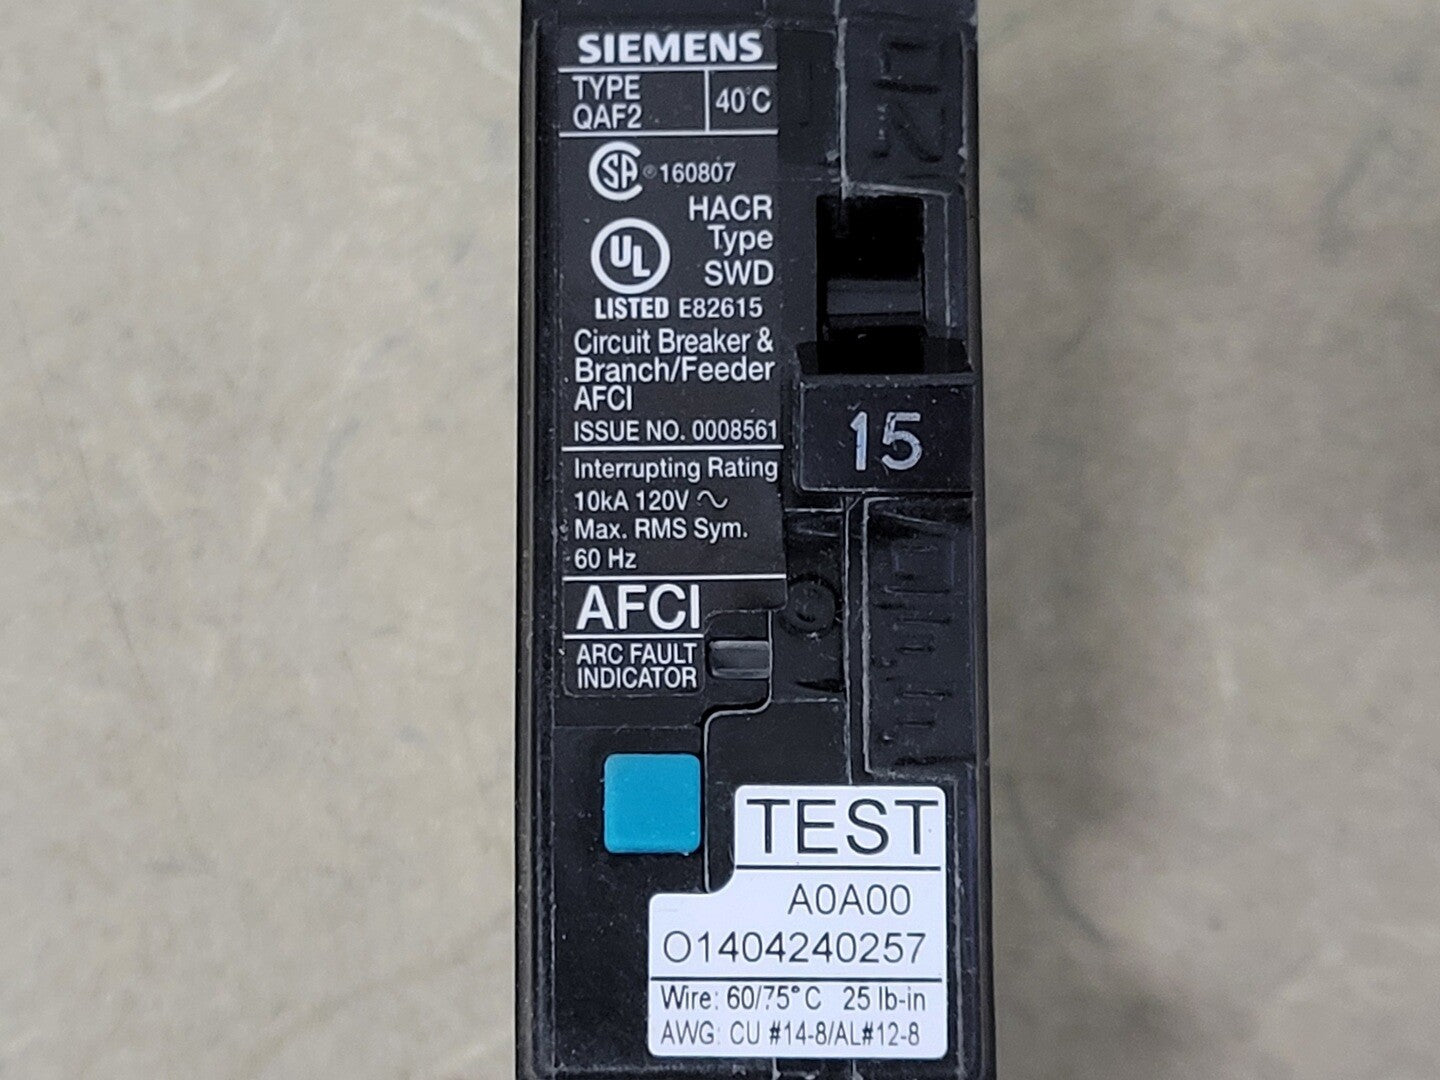 SIEMENS
TYPE
QAF2
40°C
SA ® 160807
HACR
Type
SWD
UL
LISTED E82615
Circuit Breaker &
Branch/Feeder
AFCI
ISSUE NO. 0008561
Interrupting Rating
10kA 120V ∿
Max. RMS Sym.
60 Hz
AFCI
ARC FAULT
INDICATOR
15
TEST
A0A00
O1404240257
Wire: 60/75°C 25 lb-in
AWG: CU #14-8/AL#12-8